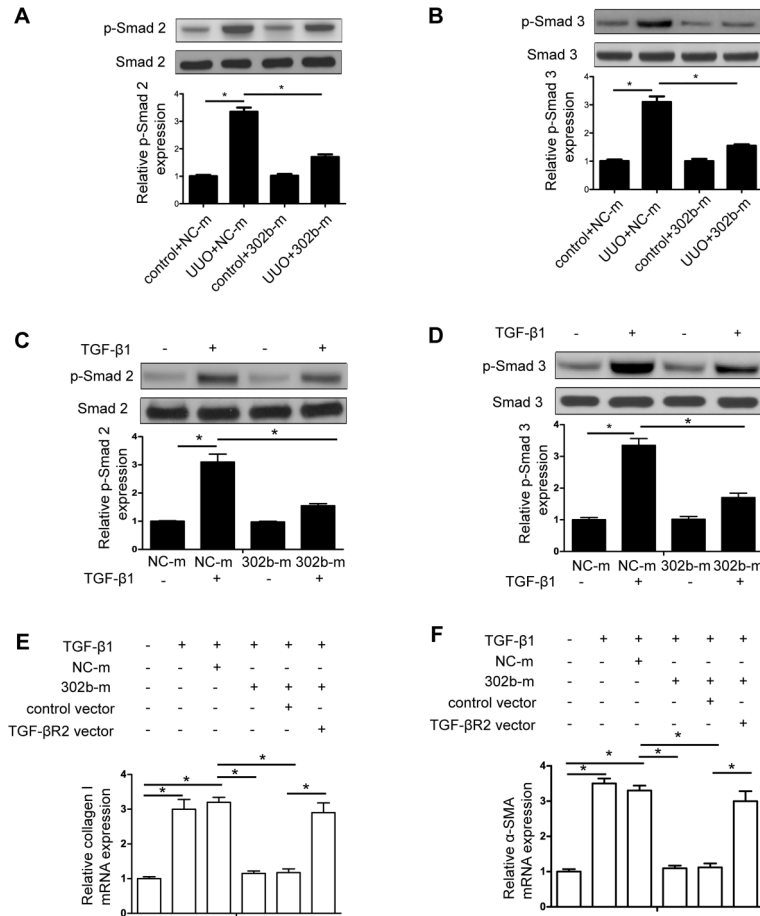 A
p-Smad 2
Smad 2
Relative p-Smad 2
expression
4
3
2
1
0
* *
control+NC-m
UUO+NC-m
control+302b-m
UUO+302b-m
B
p-Smad 3
Smad 3
Relative p-Smad 3
expression
4
3
2
1
0
* *
control+NC-m
UUO+NC-m
control+302b-m
UUO+302b-m
C
TGF-β1 - + - +
p-Smad 2
Smad 2
Relative p-Smad 2
expression
4
3
2
1
0
* *
NC-m NC-m 302b-m 302b-m
TGF-β1 - + - +
D
TGF-β1 - + - +
p-Smad 3
Smad 3
Relative p-Smad 3
expression
4
3
2
1
0
* *
NC-m NC-m 302b-m 302b-m
TGF-β1 - + - +
E
TGF-β1 - + + + + +
NC-m - - + - - -
302b-m - - - + + +
control vector - - - - + -
TGF-βR2 vector - - - - - +
Relative collagen I
mRNA expression
4
3
2
1
0
* * * * *
F
TGF-β1 - + + + + +
NC-m - - + - - -
302b-m - - - + + +
control vector - - - - + -
TGF-βR2 vector - - - - - +
Relative α-SMA
mRNA expression
4
3
2
1
0
* * * * *